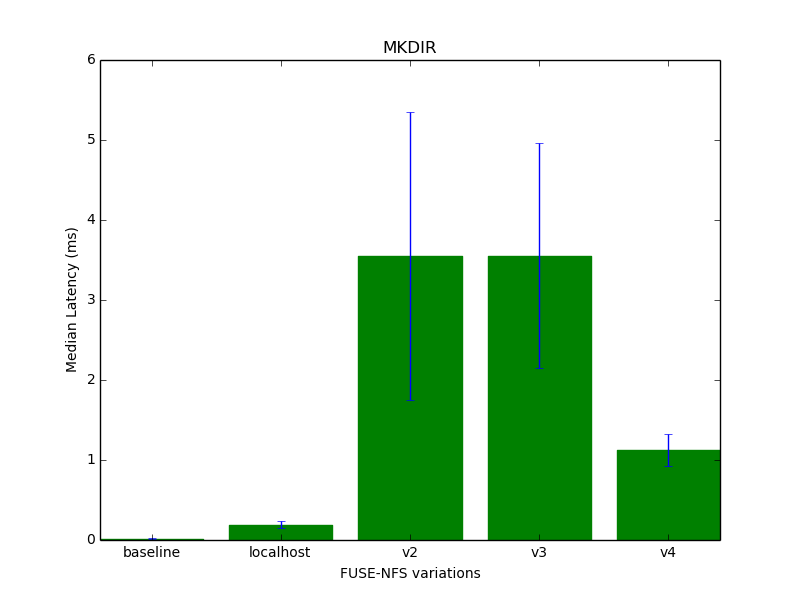 MKDIR
6
5
4
3
2
1
0
Median Latency (ms)
baseline localhost v2 v3 v4
FUSE-NFS variations